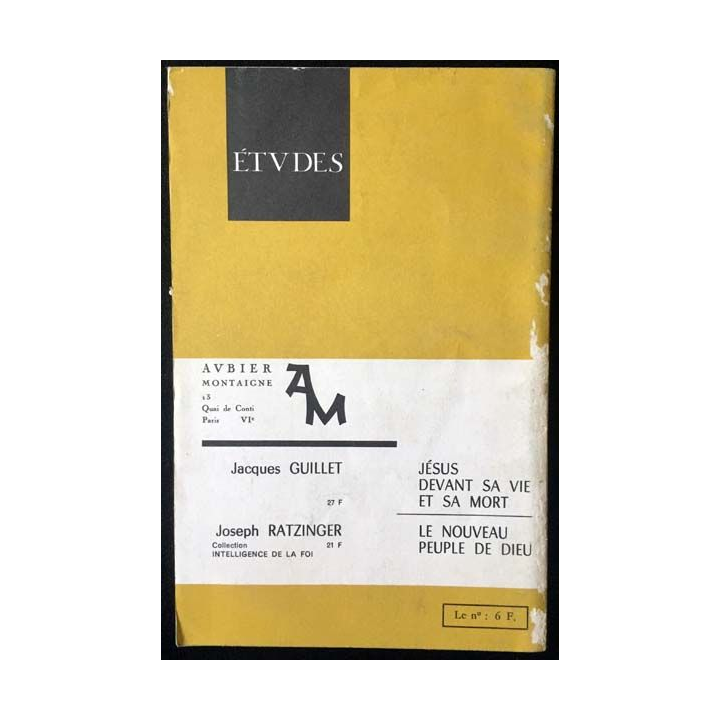 ÉTVDES
AVBIER
MONTAIGNE
13
Quai de Conti
Paris VIe
AM
Jacques GUILLET
27 F
JÉSUS
DEVANT SA VIE
ET SA MORT
Joseph RATZINGER
Collection 21 F
INTELLIGENCE DE LA FOI
LE NOUVEAU
PEUPLE DE DIEU
Le nº : 6 F.